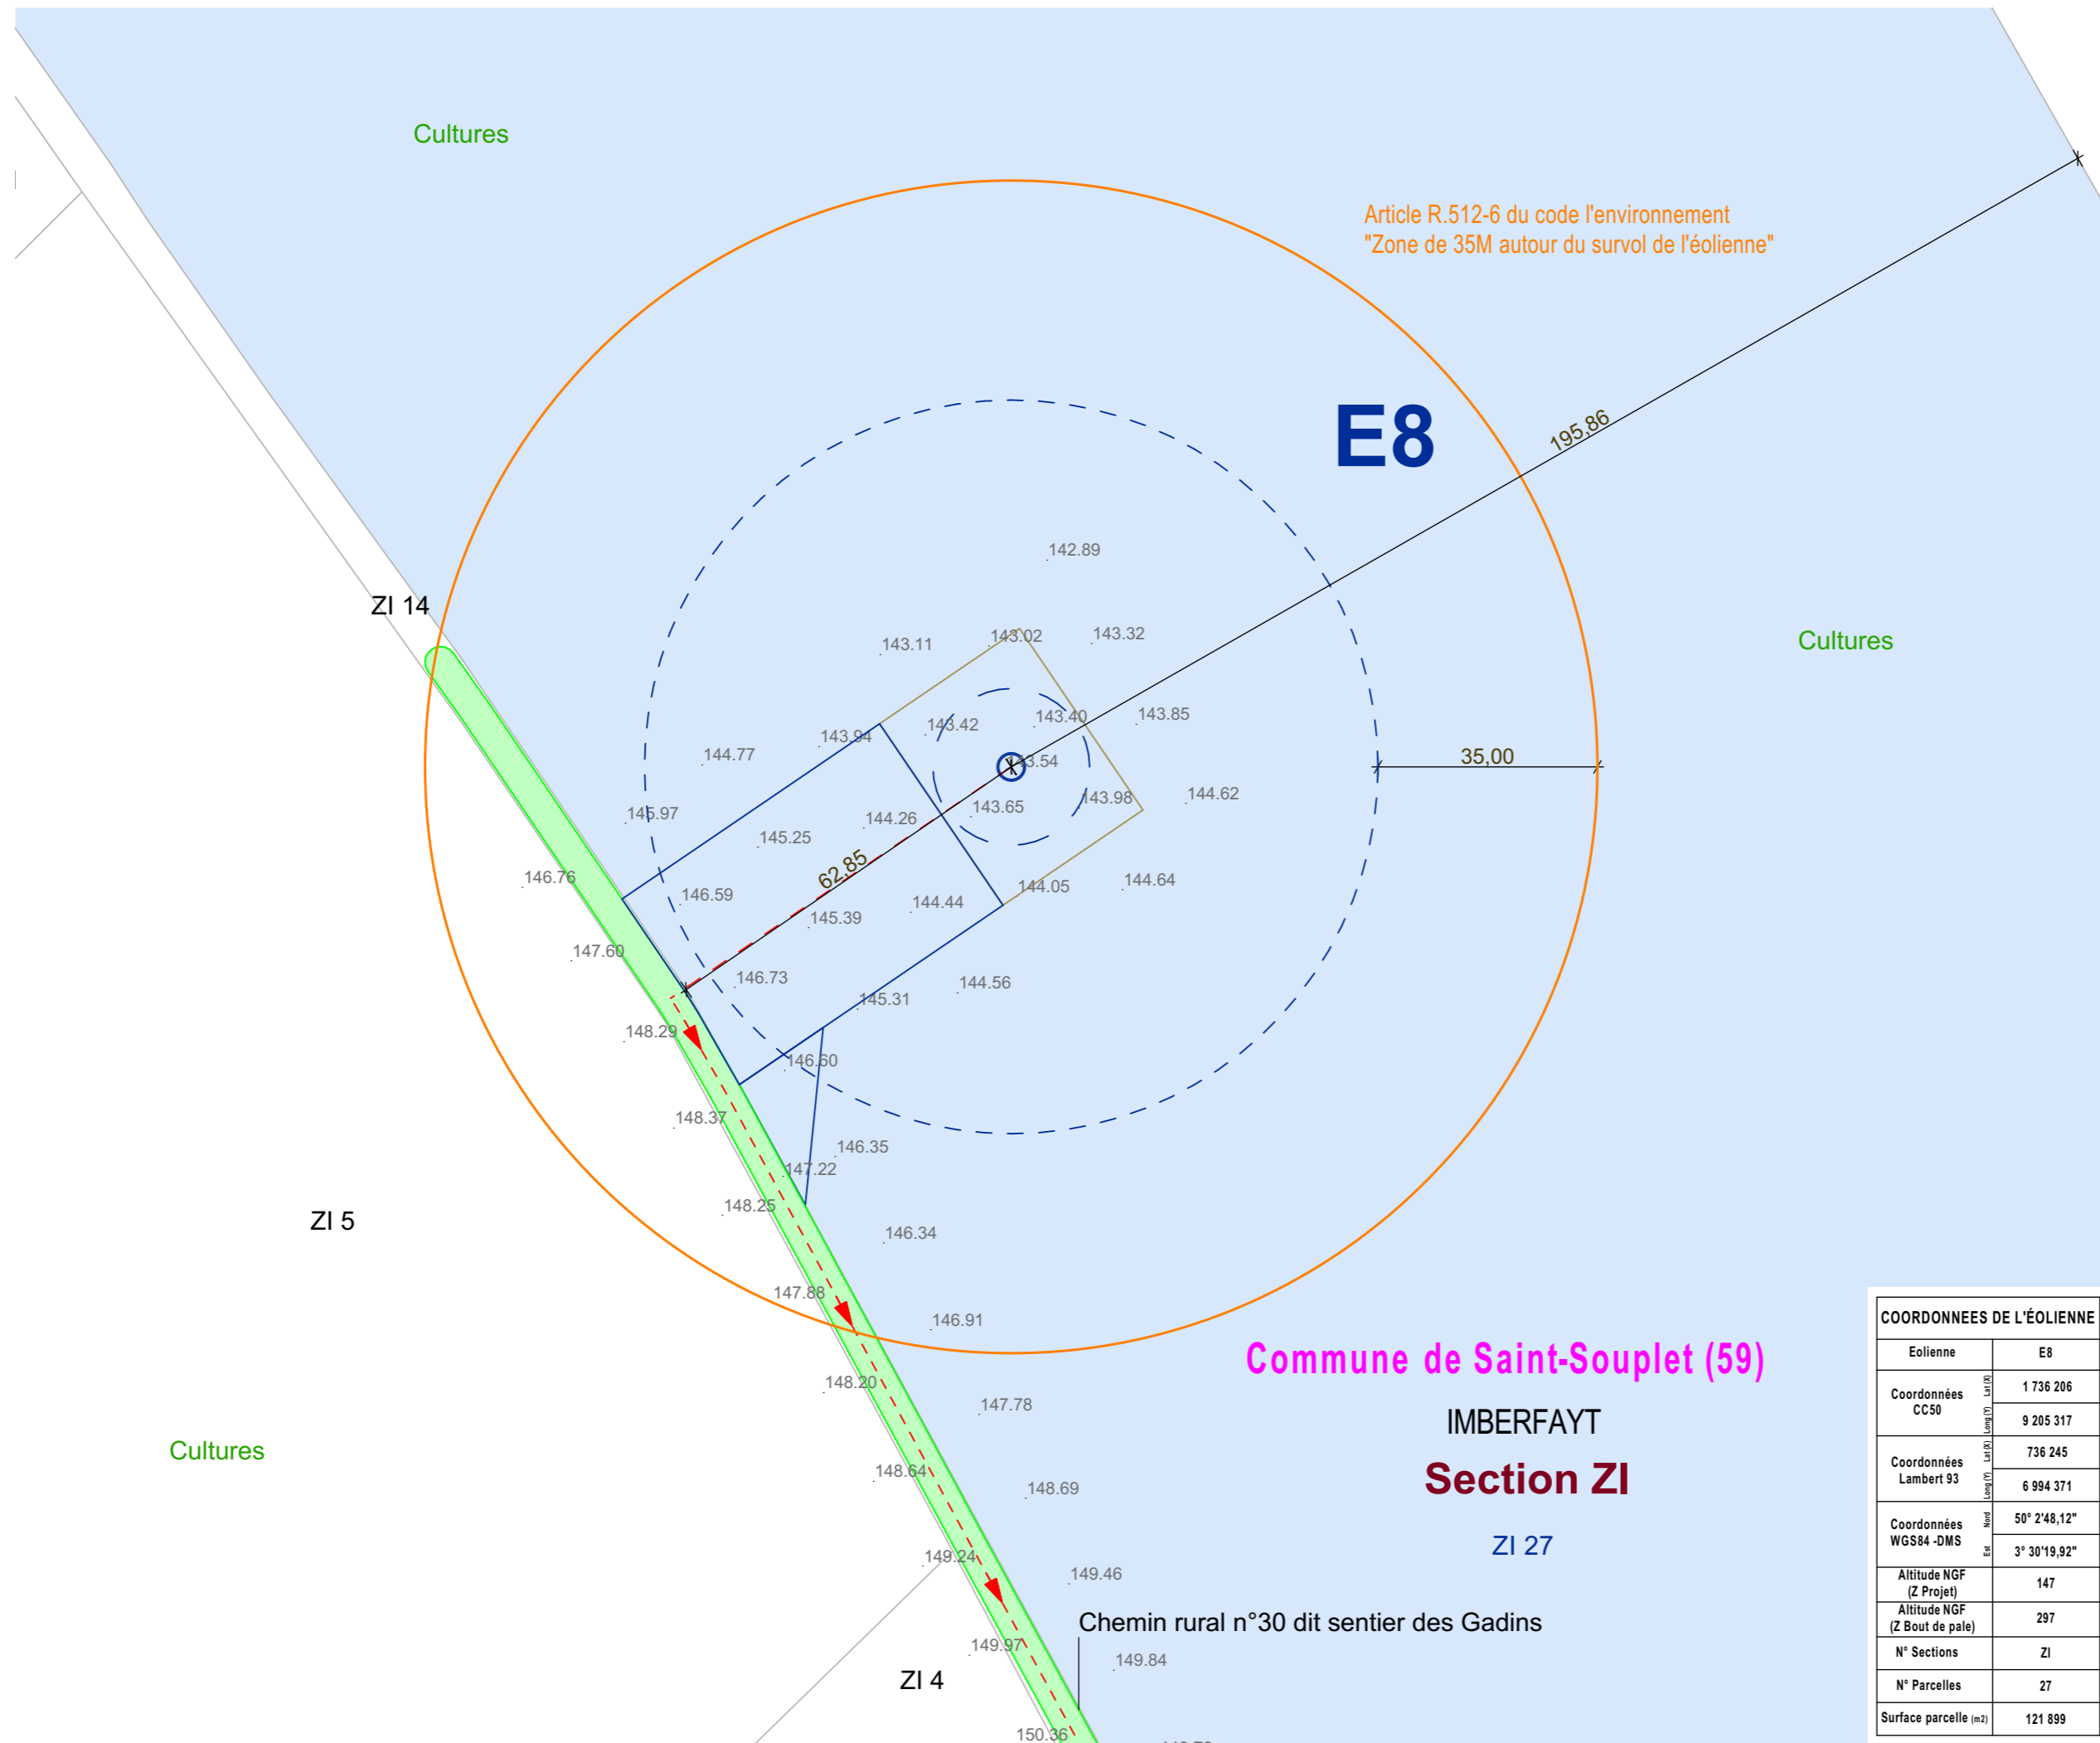 Cultures
Article R.512-6 du code l'environnement
"Zone de 35M autour du survol de l'éolienne"
E8
195,86
142.89
ZI 14
143.11
143.02
143.32
Cultures
143.94
143.42
143.40
143.85
144.77
143.54
35,00
145.97
144.26
143.65
143.98
144.62
145.25
62,85
146.76
146.59
144.05
144.64
145.39
144.44
147.60
146.73
145.31
144.56
148.29
146.60
148.37
146.35
147.22
148.25
ZI 5
146.34
147.88
146.91
148.20
147.78
Commune de Saint-Souplet (59)
IMBERFAYT
Section ZI
ZI 27
Cultures
148.64
148.69
149.24
149.46
Chemin rural n°30 dit sentier des Gadins
149.97
149.84
ZI 4
150.36
COORDONNEES DE L'ÉOLIENNE
Eolienne E8
Coordonnées CC50 Lat(X) 1 736 206
Long(Y) 9 205 317
Coordonnées Lambert 93 Lat(X) 736 245
Long(Y) 6 994 371
Coordonnées WGS84 -DMS Nord 50° 2'48,12"
Est 3° 30'19,92"
Altitude NGF
(Z Projet) 147
Altitude NGF
(Z Bout de pale) 297
N° Sections ZI
N° Parcelles 27
Surface parcelle (m2) 121 899